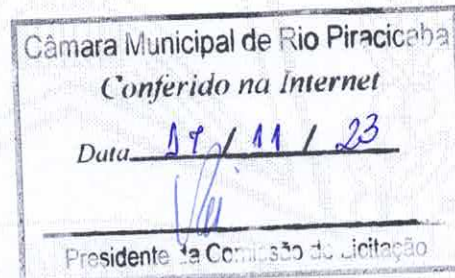 Câmara Municipal de Rio Piracicaba
Conferido na Internet
Data 17 / 11 / 23
Presidente da Comissão de Licitação